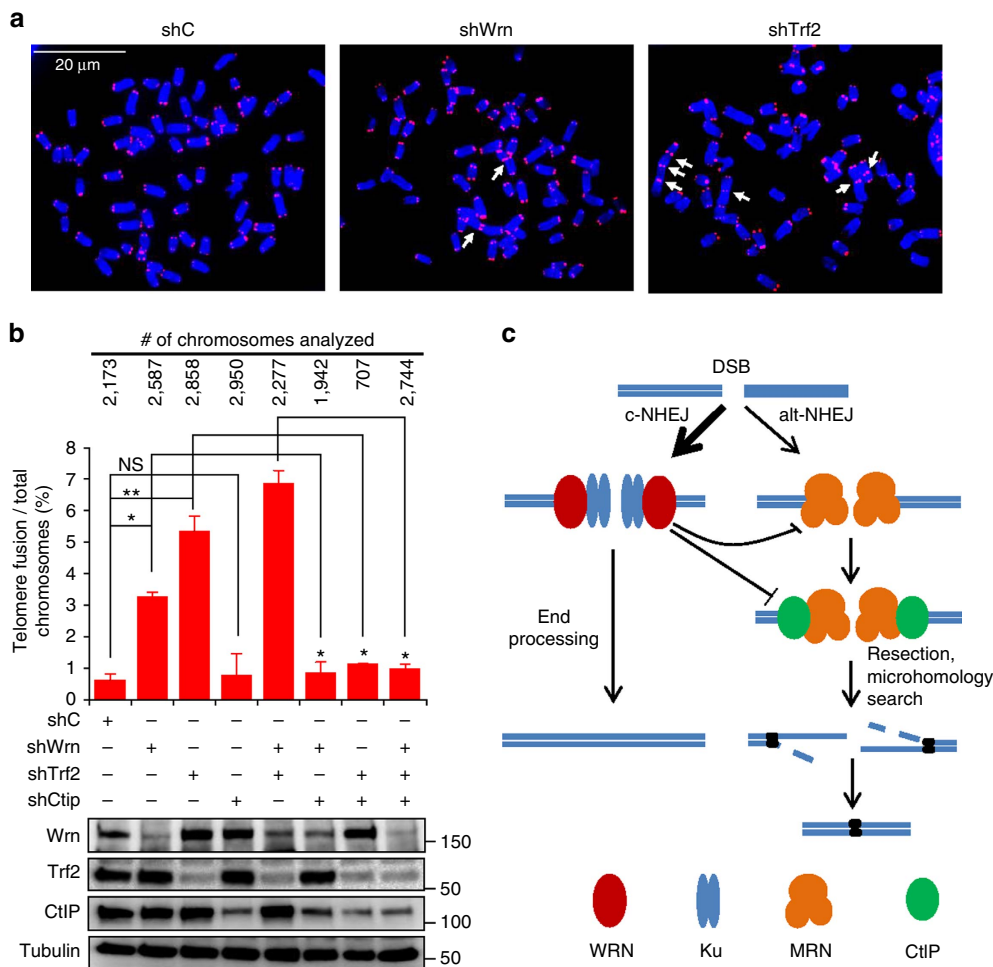 a
shC
shWrn
shTrf2
20 μm
b
# of chromosomes analyzed
2,173
2,587
2,858
2,950
2,277
1,942
707
2,744
Telomere fusion / total
chromosomes (%)
8
7
6
5
4
3
2
1
0
NS
**
*
* * *
shC + – – – – – – –
shWrn – + – – + + – +
shTrf2 – – + – + – + +
shCtip – – – + – + + +
Wrn 150
Trf2 50
CtIP 100
Tubulin 50
c
DSB
c-NHEJ
alt-NHEJ
End
processing
Resection,
microhomology
search
WRN
Ku
MRN
CtIP